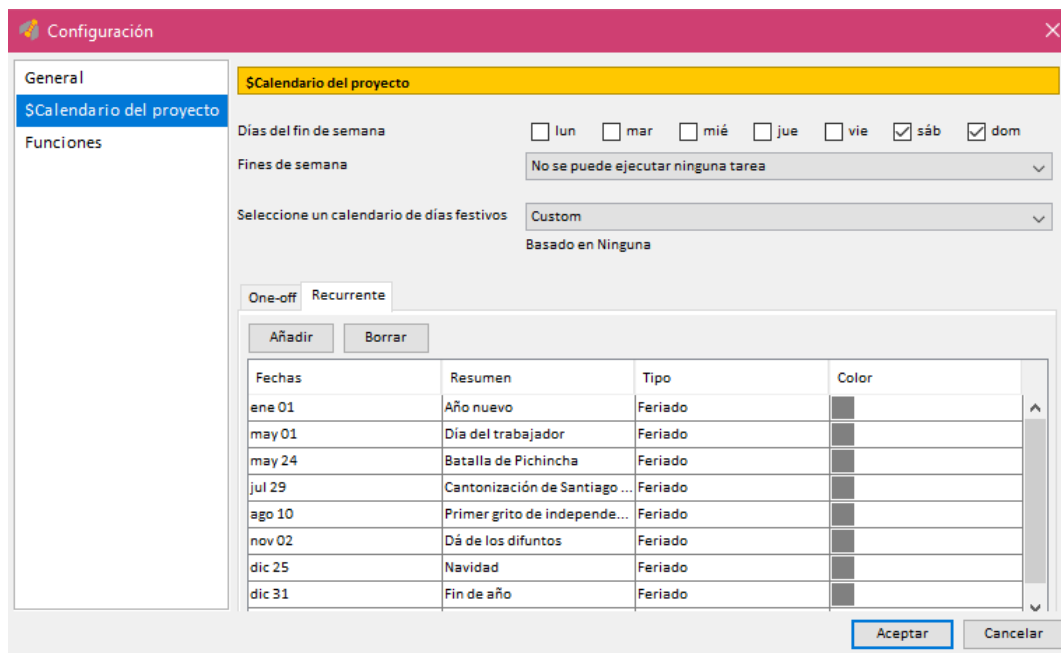 Configuración
General
$Calendario del proyecto
Funciones
$Calendario del proyecto
Días del fin de semana lun mar mié jue vie sáb dom
Fines de semana No se puede ejecutar ninguna tarea
Seleccione un calendario de días festivos Custom
Basado en Ninguna
One-off Recurrente
Añadir Borrar
Fechas Resumen Tipo Color
ene 01 Año nuevo Feriado
may 01 Día del trabajador Feriado
may 24 Batalla de Pichincha Feriado
jul 29 Cantonización de Santiago ... Feriado
ago 10 Primer grito de independe... Feriado
nov 02 Dá de los difuntos Feriado
dic 25 Navidad Feriado
dic 31 Fin de año Feriado
Aceptar Cancelar